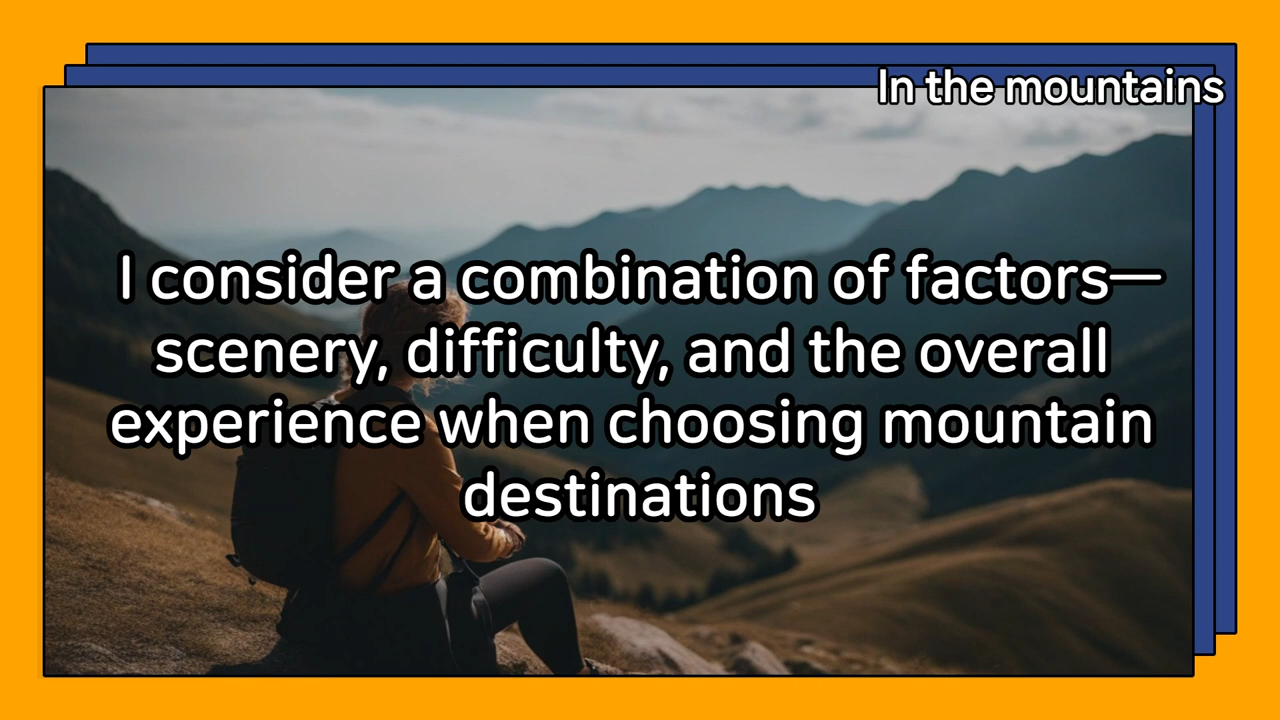 In the mountains
I consider a combination of factors—
scenery, difficulty, and the overall
experience when choosing mountain
destinations